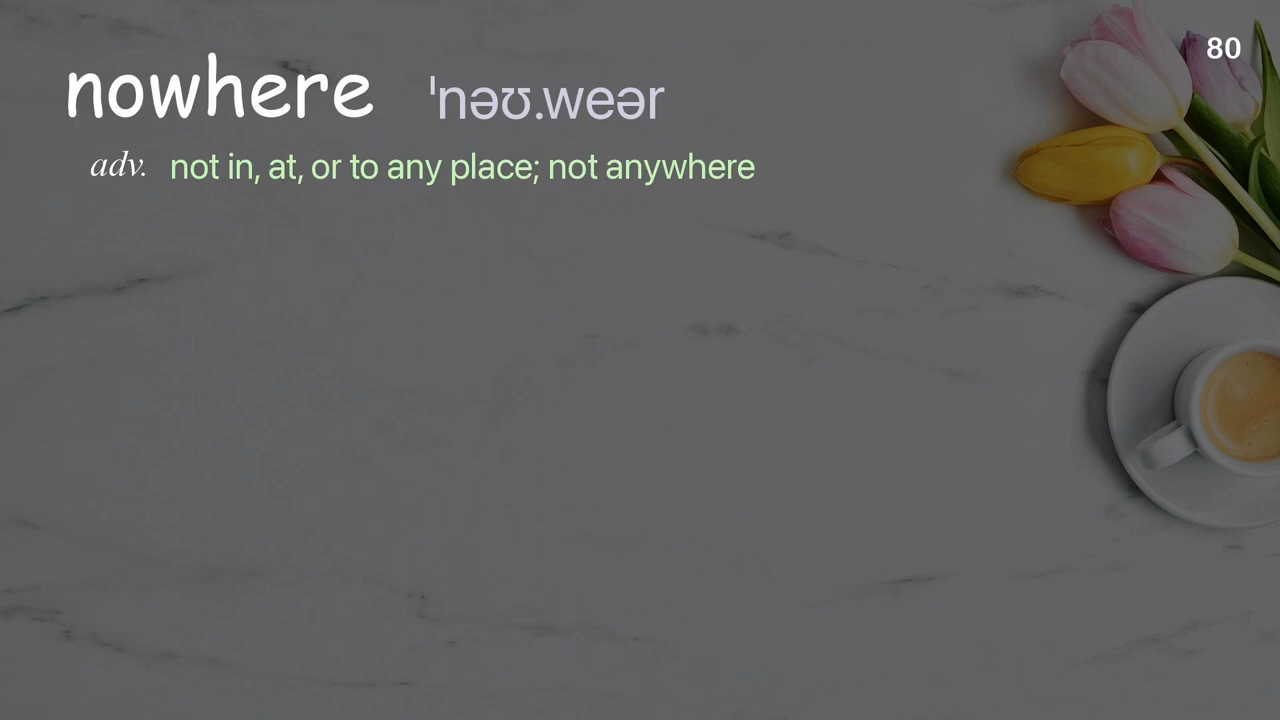 80
nowhere ˈnəʊ.weər
adv. not in, at, or to any place; not anywhere